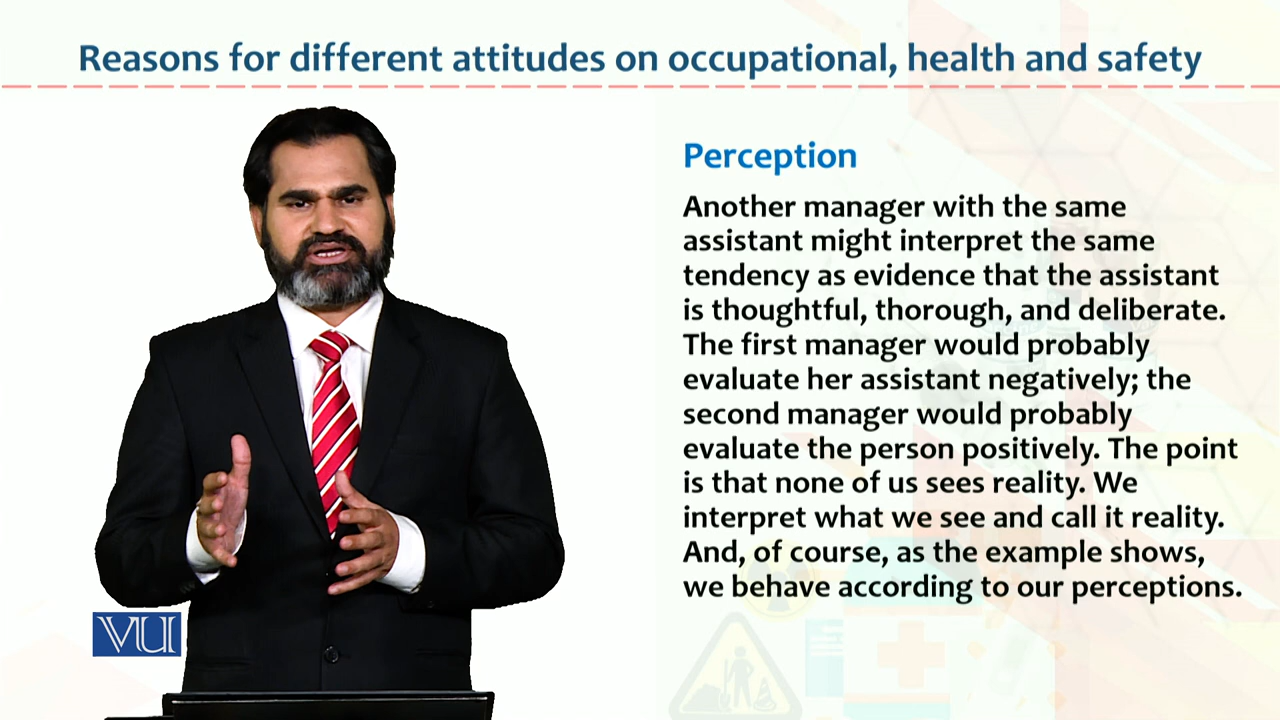 Reasons for different attitudes on occupational, health and safety
Perception
Another manager with the same
assistant might interpret the same
tendency as evidence that the assistant
is thoughtful, thorough, and deliberate.
The first manager would probably
evaluate her assistant negatively; the
second manager would probably
evaluate the person positively. The point
is that none of us sees reality. We
interpret what we see and call it reality.
And, of course, as the example shows,
we behave according to our perceptions.
VU